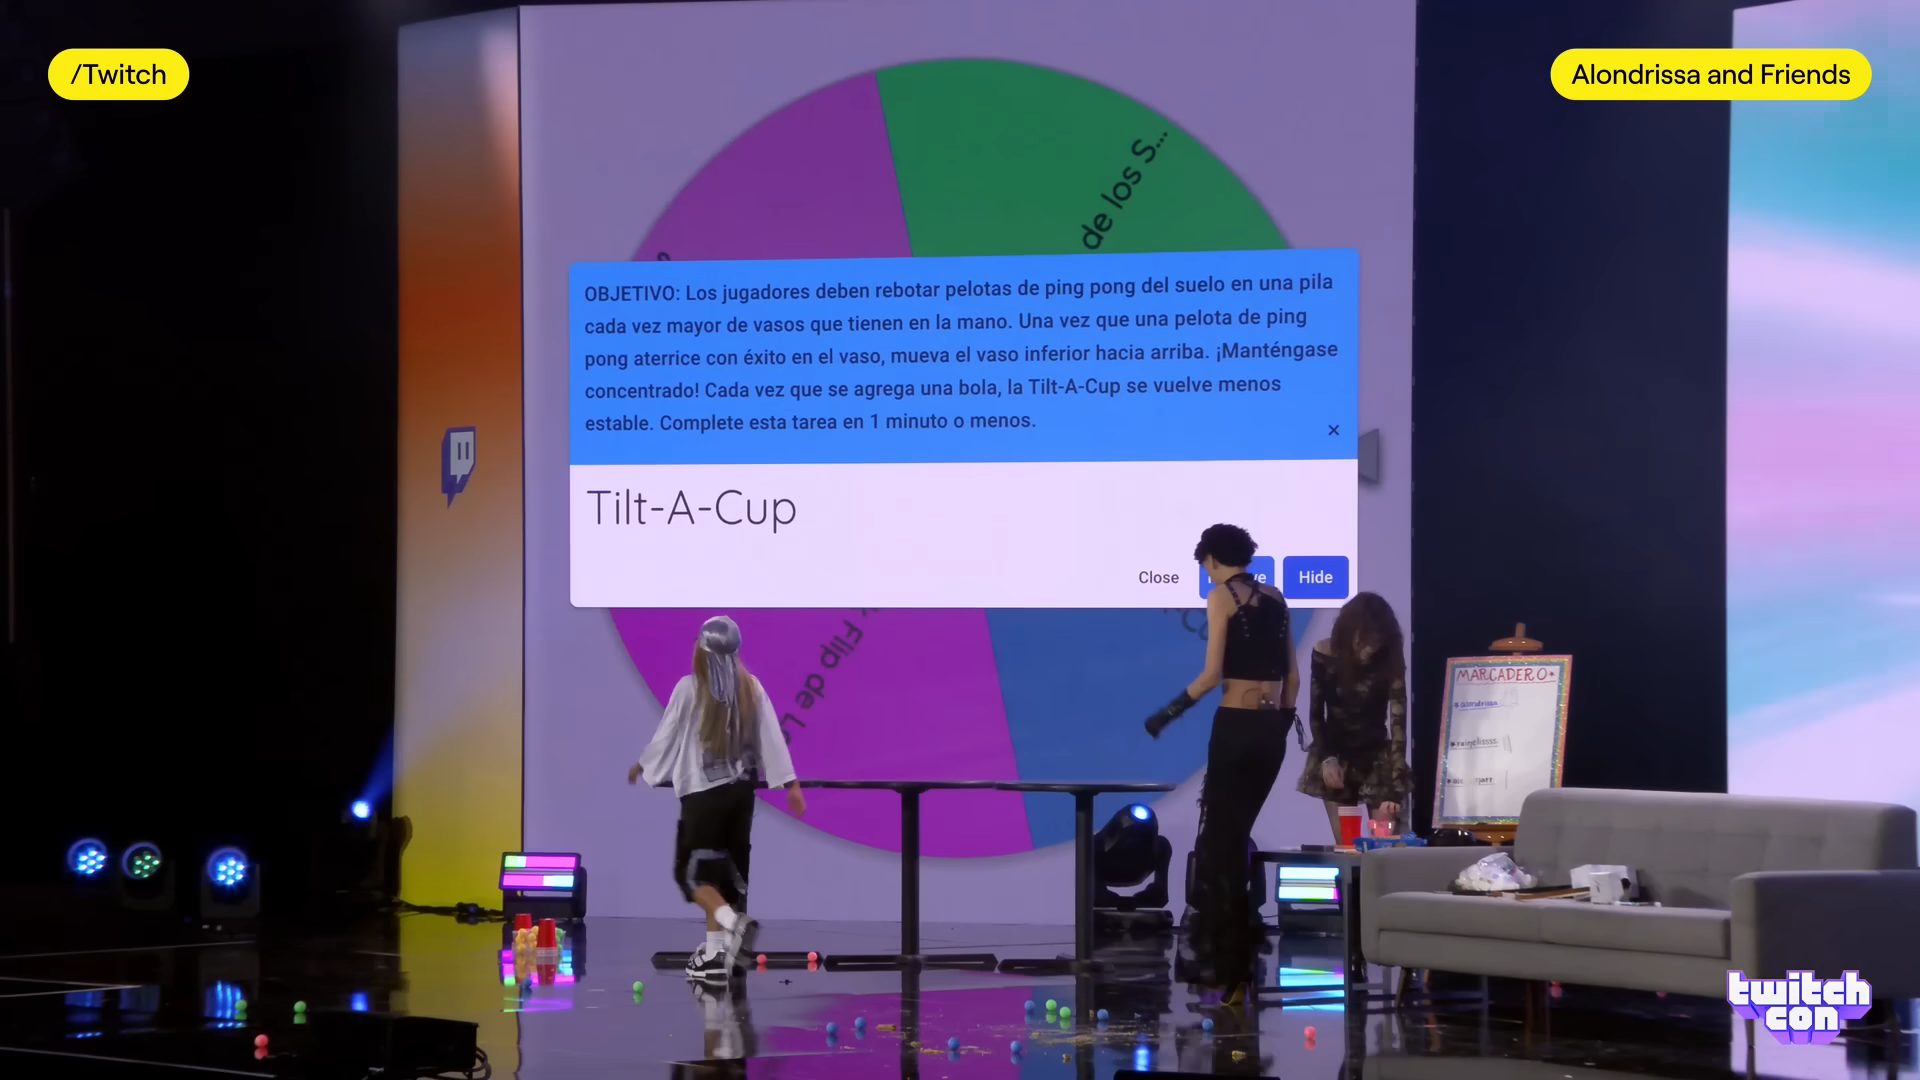 /Twitch
Alondrissa and Friends
de los S...
OBJETIVO: Los jugadores deben rebotar pelotas de ping pong del suelo en una pila
cada vez mayor de vasos que tienen en la mano. Una vez que una pelota de ping
pong aterrice con éxito en el vaso, mueva el vaso inferior hacia arriba. ¡Manténgase
concentrado! Cada vez que se agrega una bola, la Tilt-A-Cup se vuelve menos
estable. Complete esta tarea en 1 minuto o menos.
×
Tilt-A-Cup
Close
Hide
Flip de L
MARCADERO
alondrissa
twitch
con